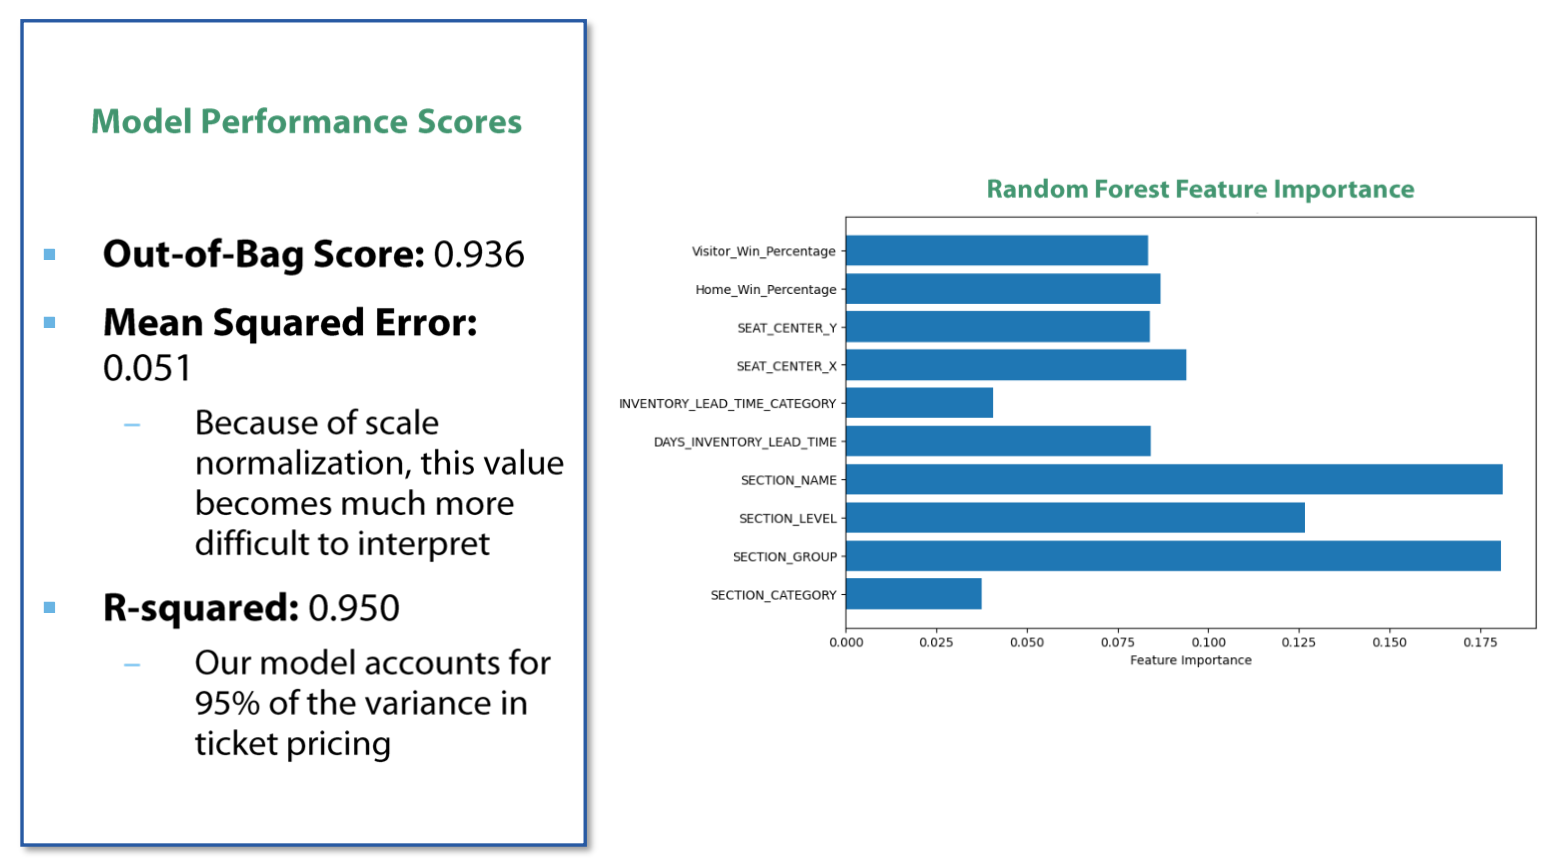 Model Performance Scores
Out-of-Bag Score: 0.936
Mean Squared Error:
0.051
– Because of scale
normalization, this value
becomes much more
difficult to interpret
R-squared: 0.950
– Our model accounts for
95% of the variance in
ticket pricing
Random Forest Feature Importance
Visitor_Win_Percentage
Home_Win_Percentage
SEAT_CENTER_Y
SEAT_CENTER_X
INVENTORY_LEAD_TIME_CATEGORY
DAYS_INVENTORY_LEAD_TIME
SECTION_NAME
SECTION_LEVEL
SECTION_GROUP
SECTION_CATEGORY
0.000 0.025 0.050 0.075 0.100 0.125 0.150 0.175
Feature Importance